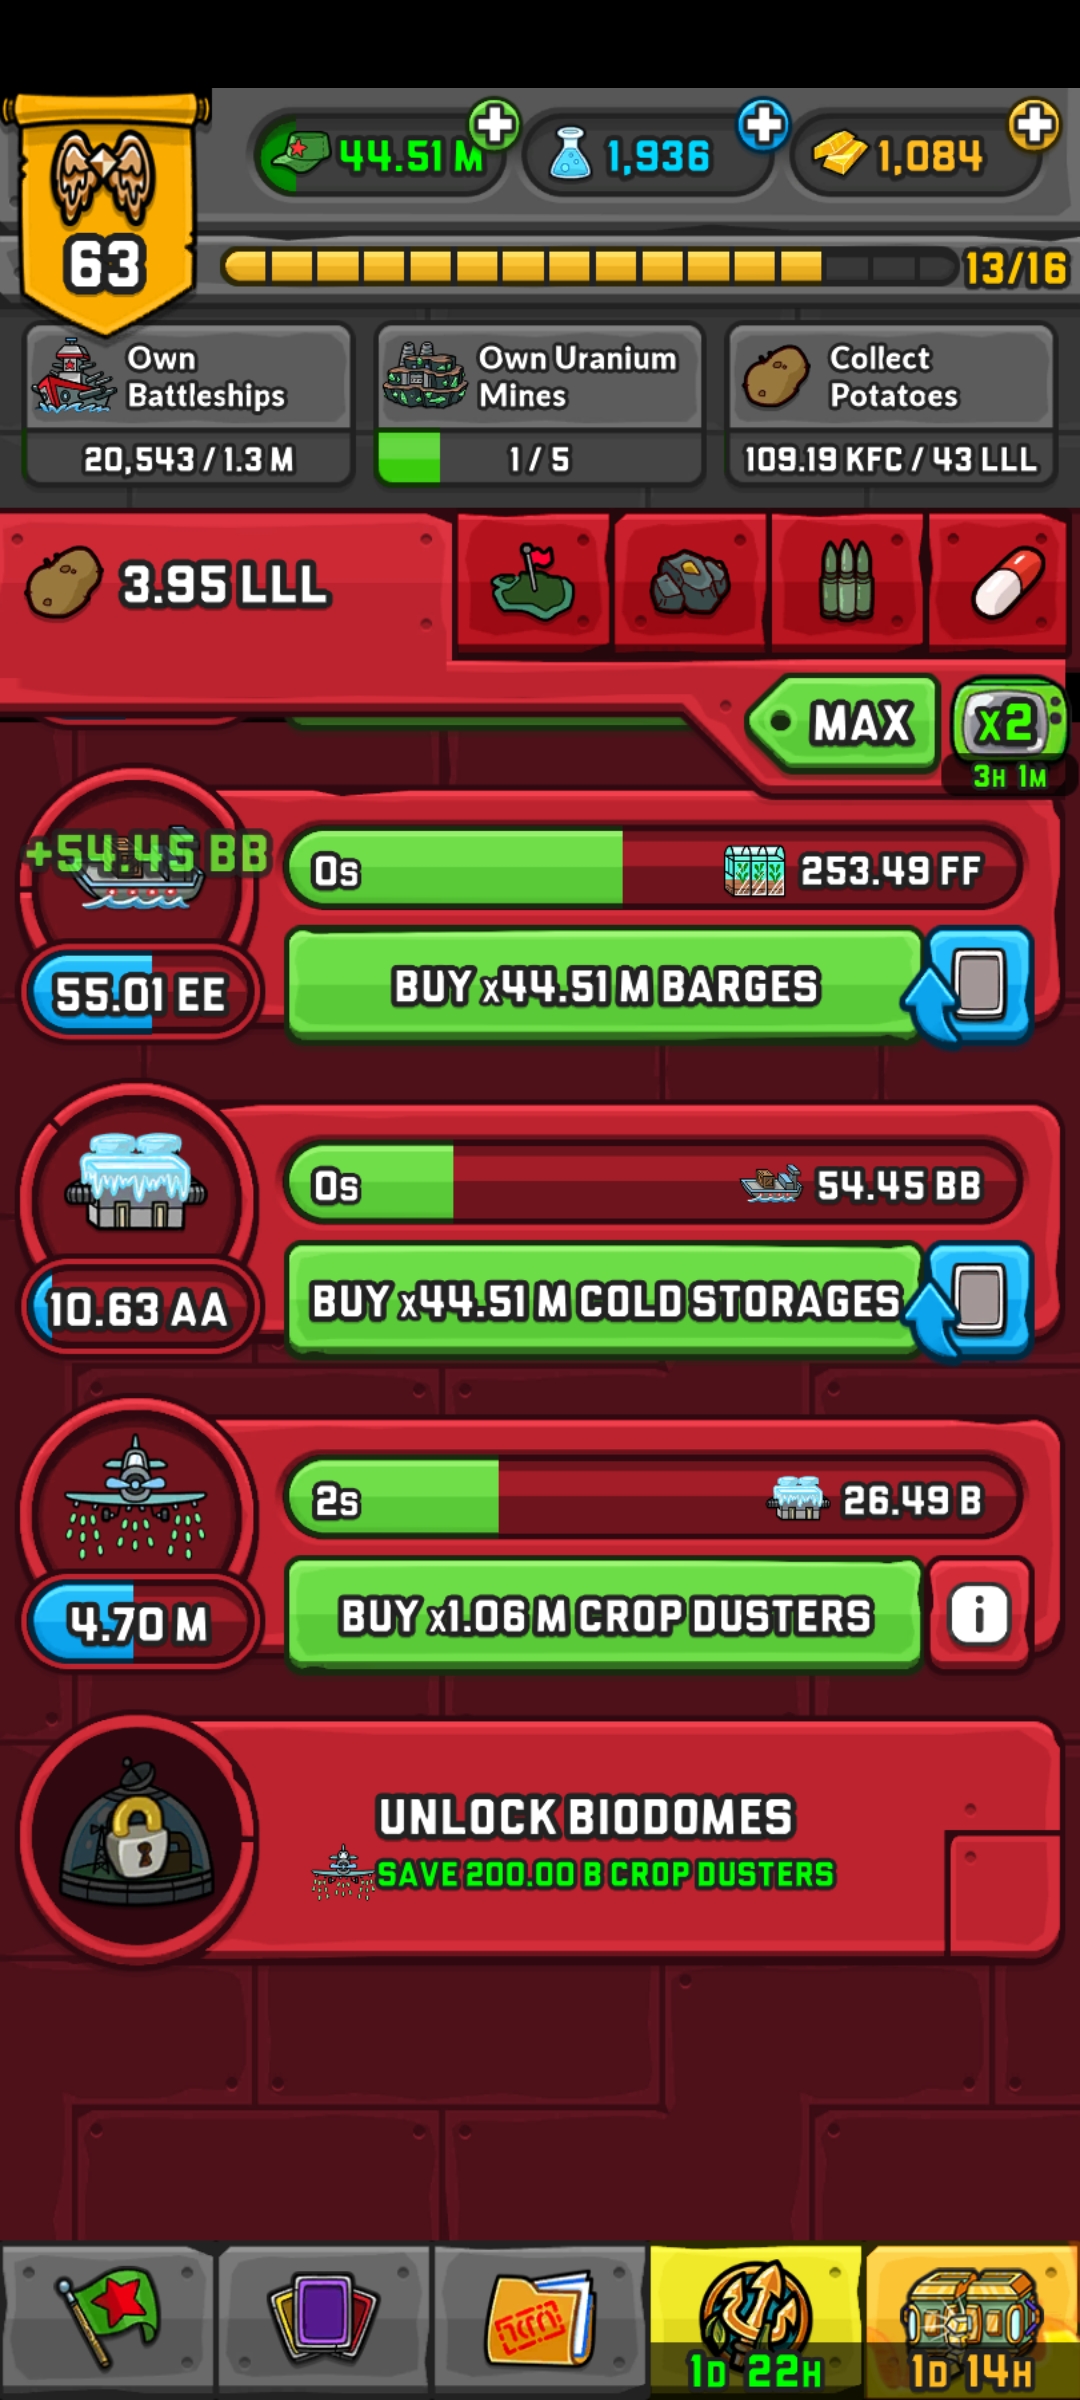 44.51 M
1,936
1,084
63
13/16
Own
Battleships
20,543 / 1.3 M
Own Uranium
Mines
1 / 5
Collect
Potatoes
109.19 KFC / 43 LLL
3.95 LLL
MAX
x2
3H 1M
+54.45 BB
0s
253.49 FF
55.01 EE
BUY x44.51 M BARGES
0s
54.45 BB
10.63 AA
BUY x44.51 M COLD STORAGES
2s
26.49 B
4.70 M
BUY x1.06 M CROP DUSTERS
i
UNLOCK BIODOMES
SAVE 200.00 B CROP DUSTERS
1D 22H
1D 14H